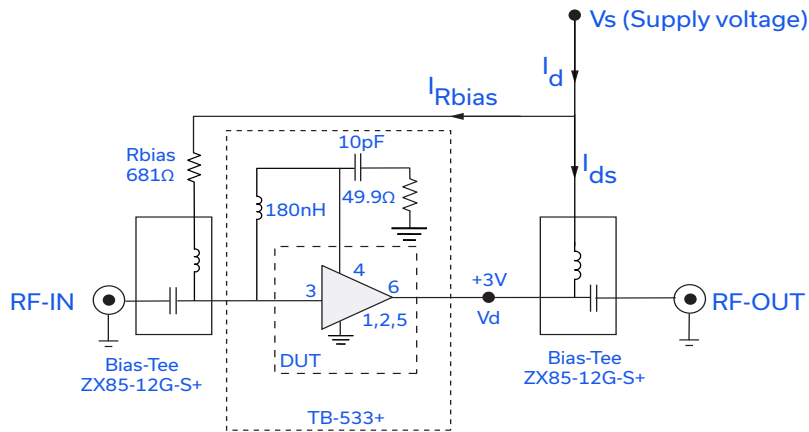 Vs (Supply voltage)
Id
IRbias
10pF
Rbias
681Ω
Ids
49.9Ω
180nH
4
+3V
3
6
RF-IN
RF-OUT
1,2,5
Vd
DUT
Bias-Tee
ZX85-12G-S+
Bias-Tee
ZX85-12G-S+
TB-533+